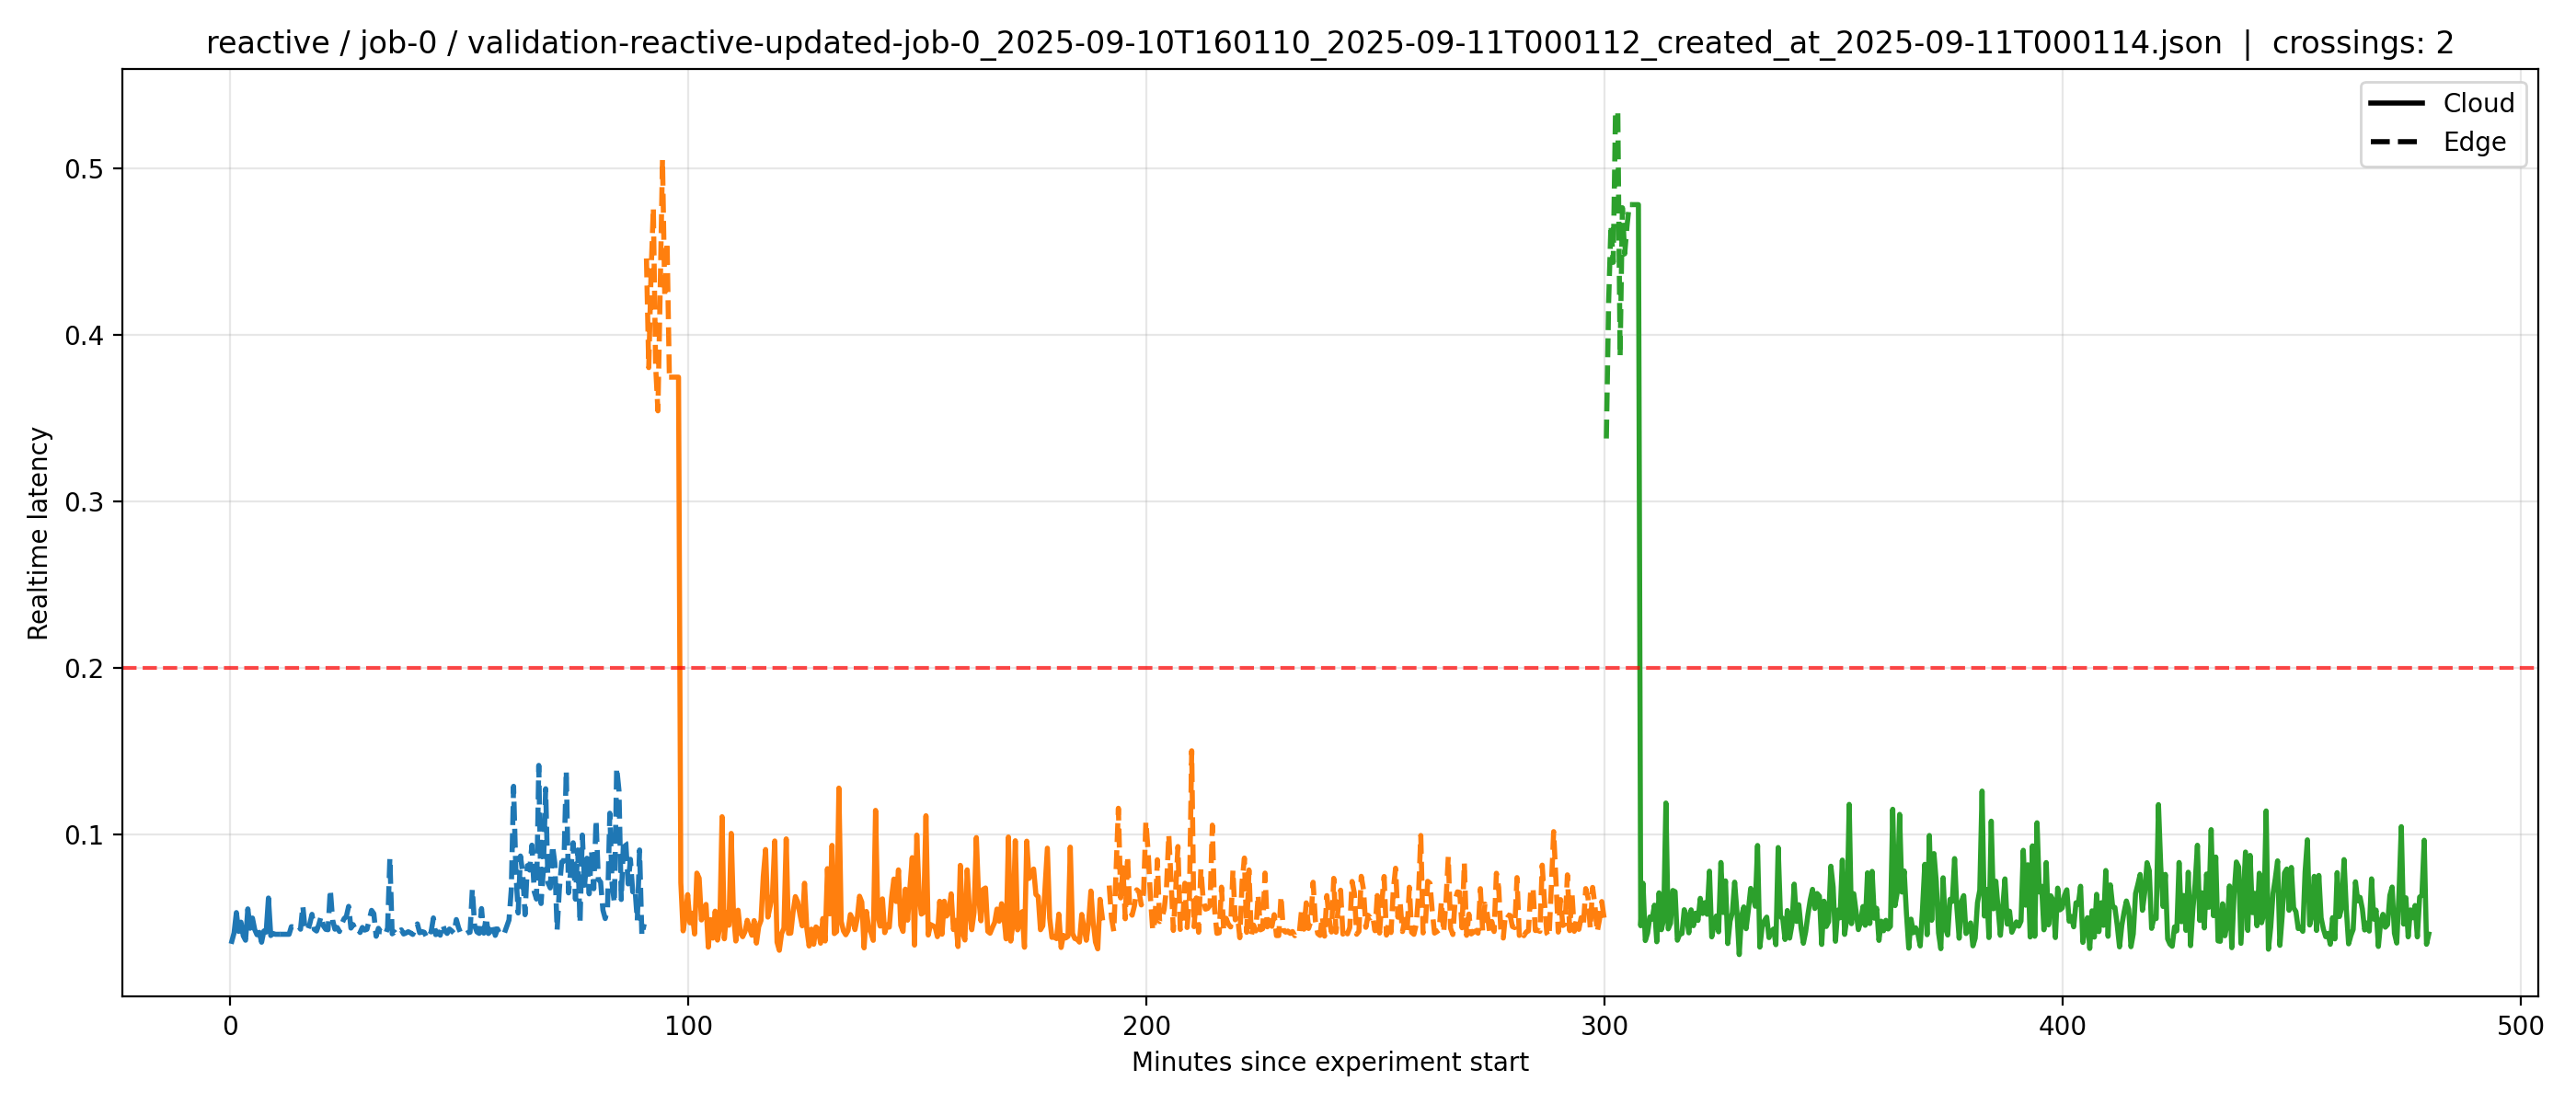 reactive / job-0 / validation-reactive-updated-job-0_2025-09-10T160110_2025-09-11T000112_created_at_2025-09-11T000114.json | crossings: 2
Cloud
Edge
0.5
0.4
0.3
0.2
0.1
Realtime latency
0 100 200 300 400 500
Minutes since experiment start